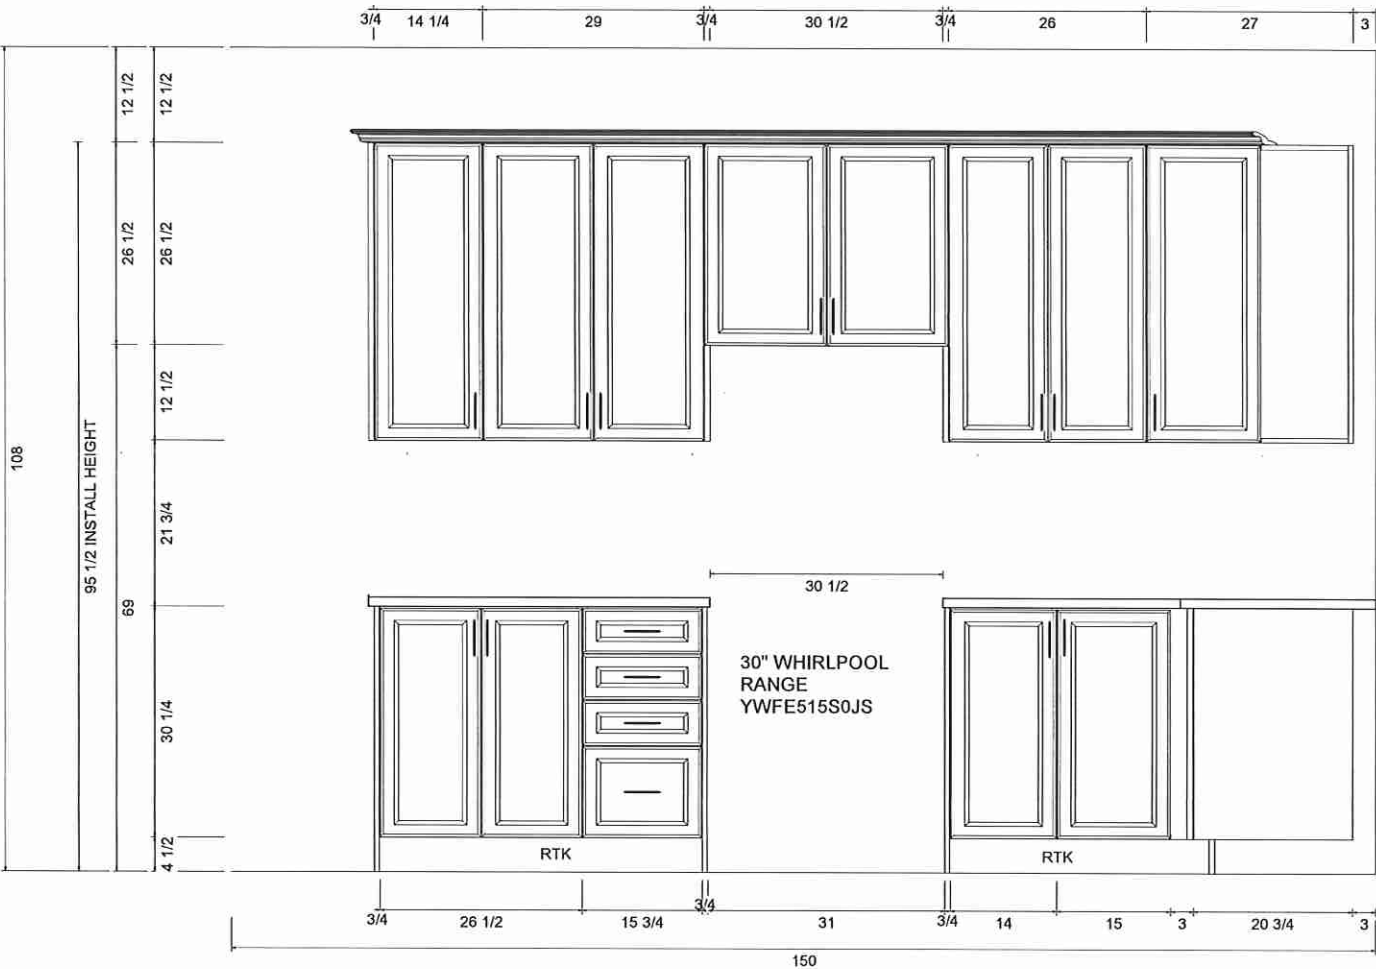 3/4 14 1/4 29 3/4 30 1/2 3/4 26 27 3
12 1/2
12 1/2
26 1/2
26 1/2
12 1/2
108
95 1/2 INSTALL HEIGHT
21 3/4
30 1/2
69
30" WHIRLPOOL
RANGE
YWFE515S0JS
30 1/4
4 1/2
RTK
RTK
3/4 26 1/2 15 3/4 3/4 31 3/4 14 15 3 20 3/4 3
150